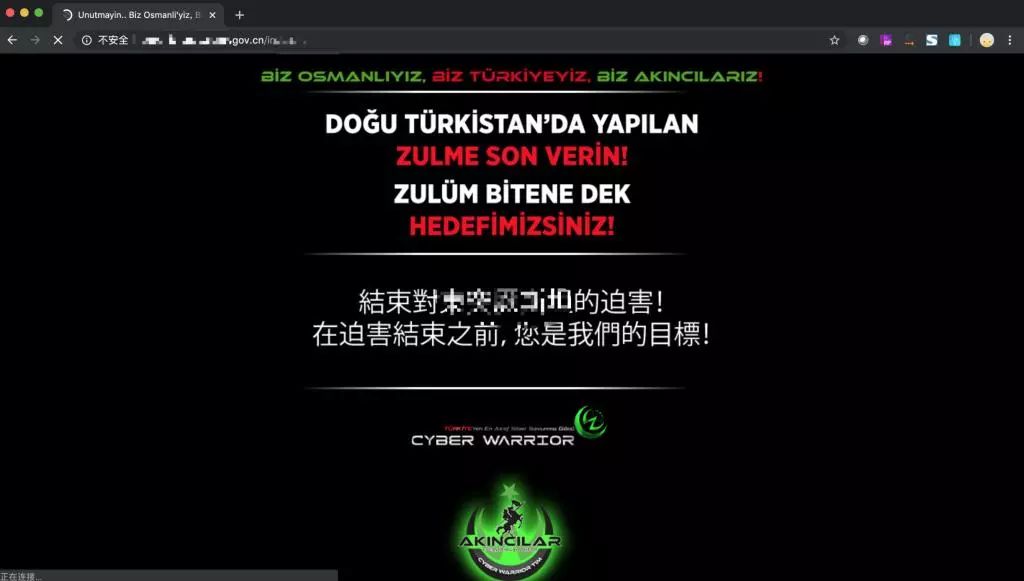 Unutmayin.. Biz Osmanli'yiz, B
不安全
.gov.cn/in
BİZ OSMANLIYIZ, BİZ TÜRKİYEYİZ, BİZ AKINCILARIZ!
DOĞU TÜRKİSTAN’DA YAPILAN
ZULME SON VERİN!
ZULÜM BİTENE DEK
HEDEFİMİZSİNİZ!
結束對的迫害!
在迫害結束之前, 您是我們的目標!
TÜRKİYE'nin En Aktif Siber Savunma Gücü
CYBER WARRIOR
AKINCILAR
CYBER WARRIOR TIM
正在连接...